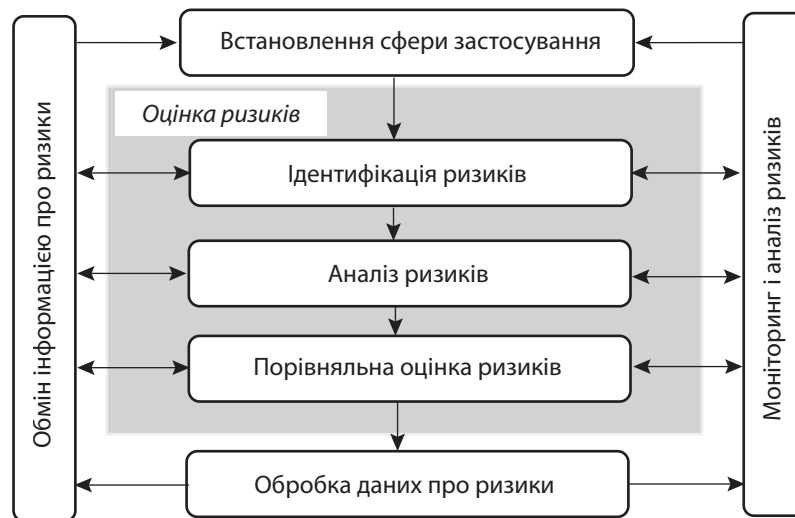 Встановлення сфери застосування
Оцінка ризиків
Ідентифікація ризиків
Аналіз ризиків
Порівняльна оцінка ризиків
Обробка даних про ризики
Обмін інформацією про ризики
Моніторинг і аналіз ризиків